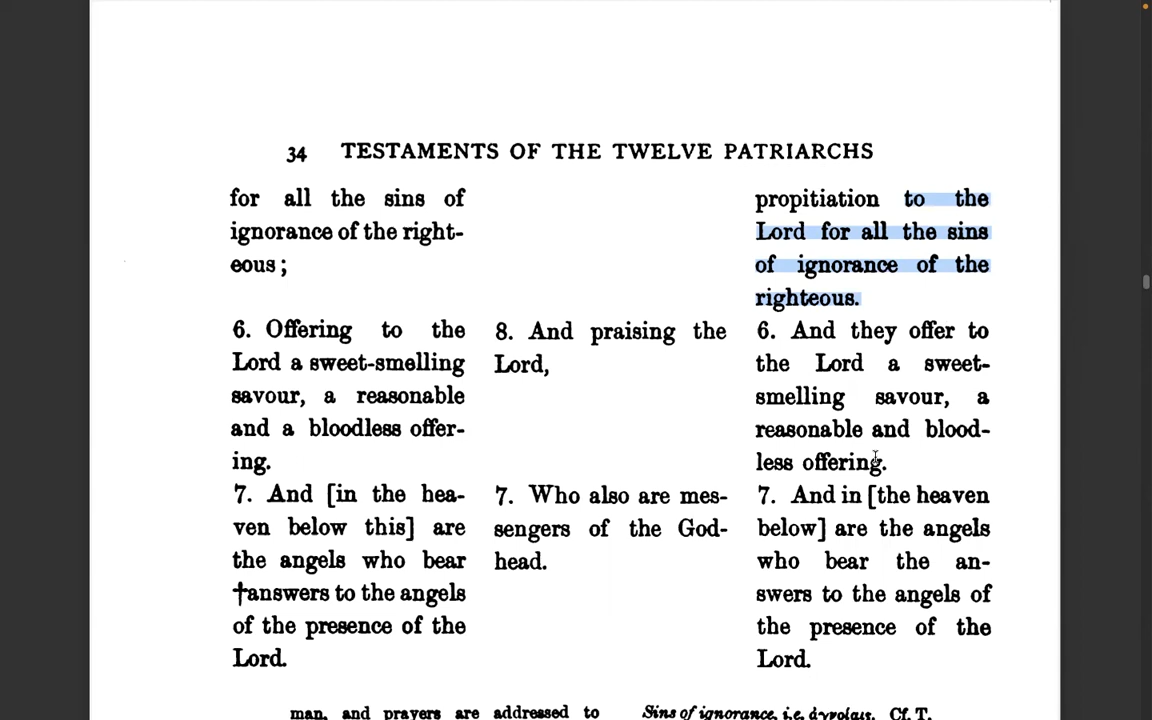 34 TESTAMENTS OF THE TWELVE PATRIARCHS
for all the sins of
ignorance of the right-
eous ;
6. Offering to the
Lord a sweet-smelling
savour, a reasonable
and a bloodless offer-
ing.
7. And [in the hea-
ven below this] are
the angels who bear
†answers to the angels
of the presence of the
Lord.
8. And praising the
Lord,
7. Who also are mes-
sengers of the God-
head.
propitiation to the
Lord for all the sins
of ignorance of the
righteous.
6. And they offer to
the Lord a sweet-
smelling savour, a
reasonable and blood-
less offering.
7. And in [the heaven
below] are the angels
who bear the an-
swers to the angels of
the presence of the
Lord.
man, and prayers are addressed to
Sins of ignorance, i.e. Cf. T.